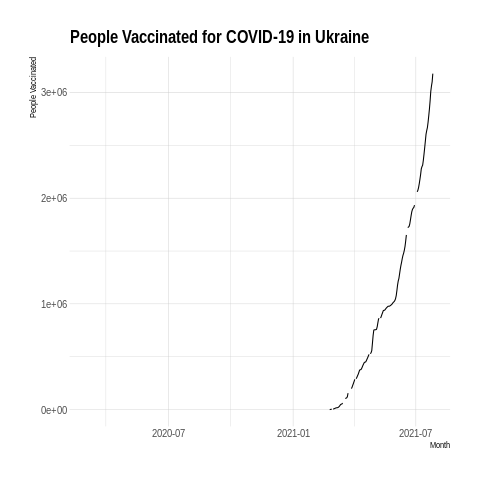 People Vaccinated for COVID-19 in Ukraine
People Vaccinated
3e+06
2e+06
1e+06
0e+00
2020-07
2021-01
2021-07
Month